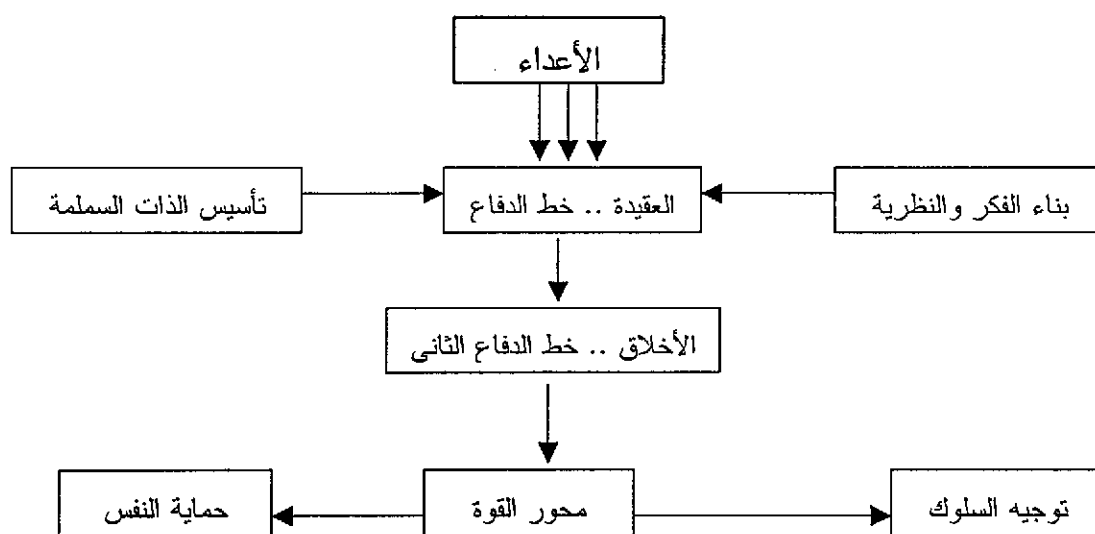 الأعداء
بناء الفكر والنظرية
العقيدة .. خط الدفاع
تأسيس الذات السملمة
الأخلاق .. خط الدفاع الثانى
توجيه السلوك
محور القوة
حماية النفس